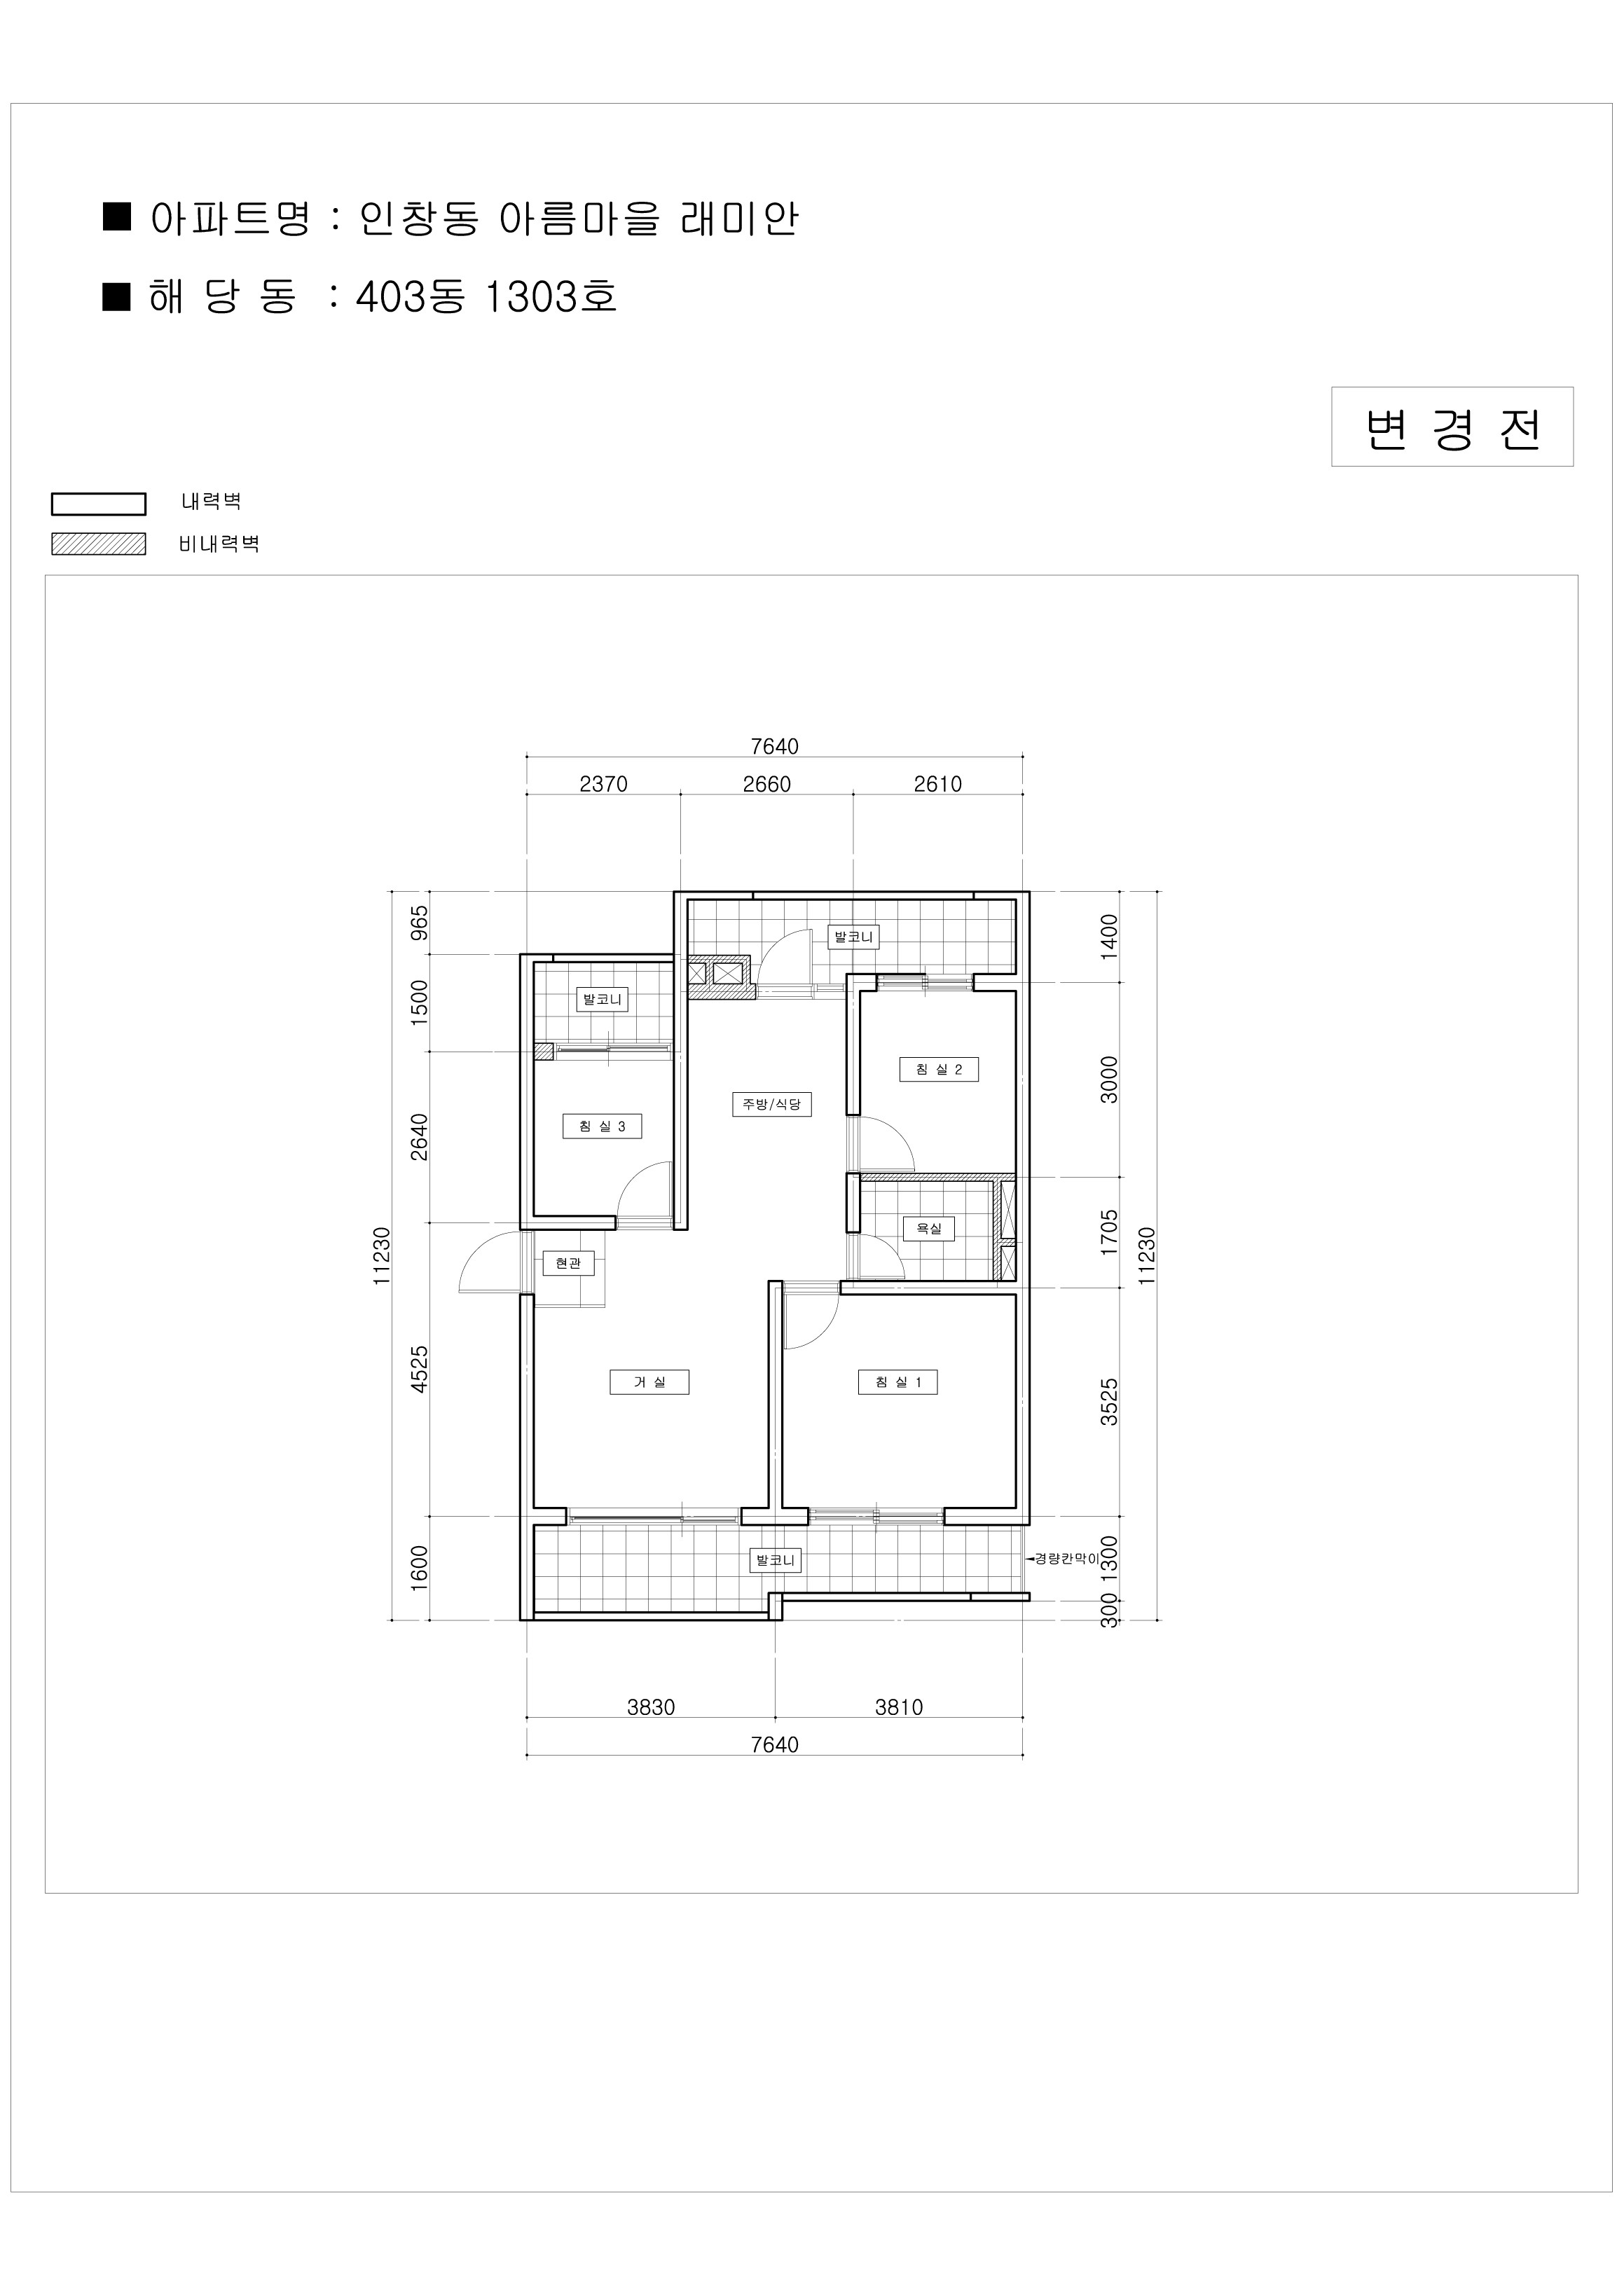 ■ 아파트명 : 인창동 아름마을 래미안
■ 해 당 동 : 403동 1303호
변 경 전
내력벽
비내력벽
7640
2370 2660 2610
965
1500
2640
4525
1600
11230
1400
3000
1705
3525
1300
300
11230
발코니
발코니
침 실 2
주방/식당
침 실 3
욕실
현관
거 실
침 실 1
발코니
경량칸막이
3830 3810
7640